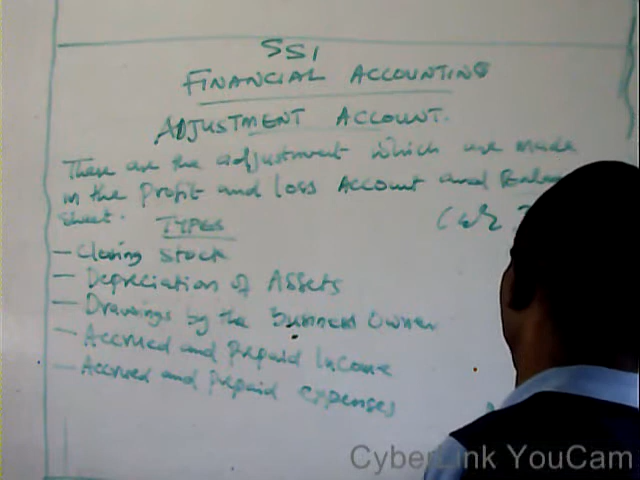 SS1
FINANCIAL ACCOUNTING
ADJUSTMENT ACCOUNT.
These are the adjustment which are made
in the Profit and loss Account and Balance
Sheet.
TYPES
- Closing Stock
- Depreciation of Assets
- Drawings by the business Owner
- Accrued and Prepaid Income
- Accrued and prepaid expenses
CyberLink YouCam